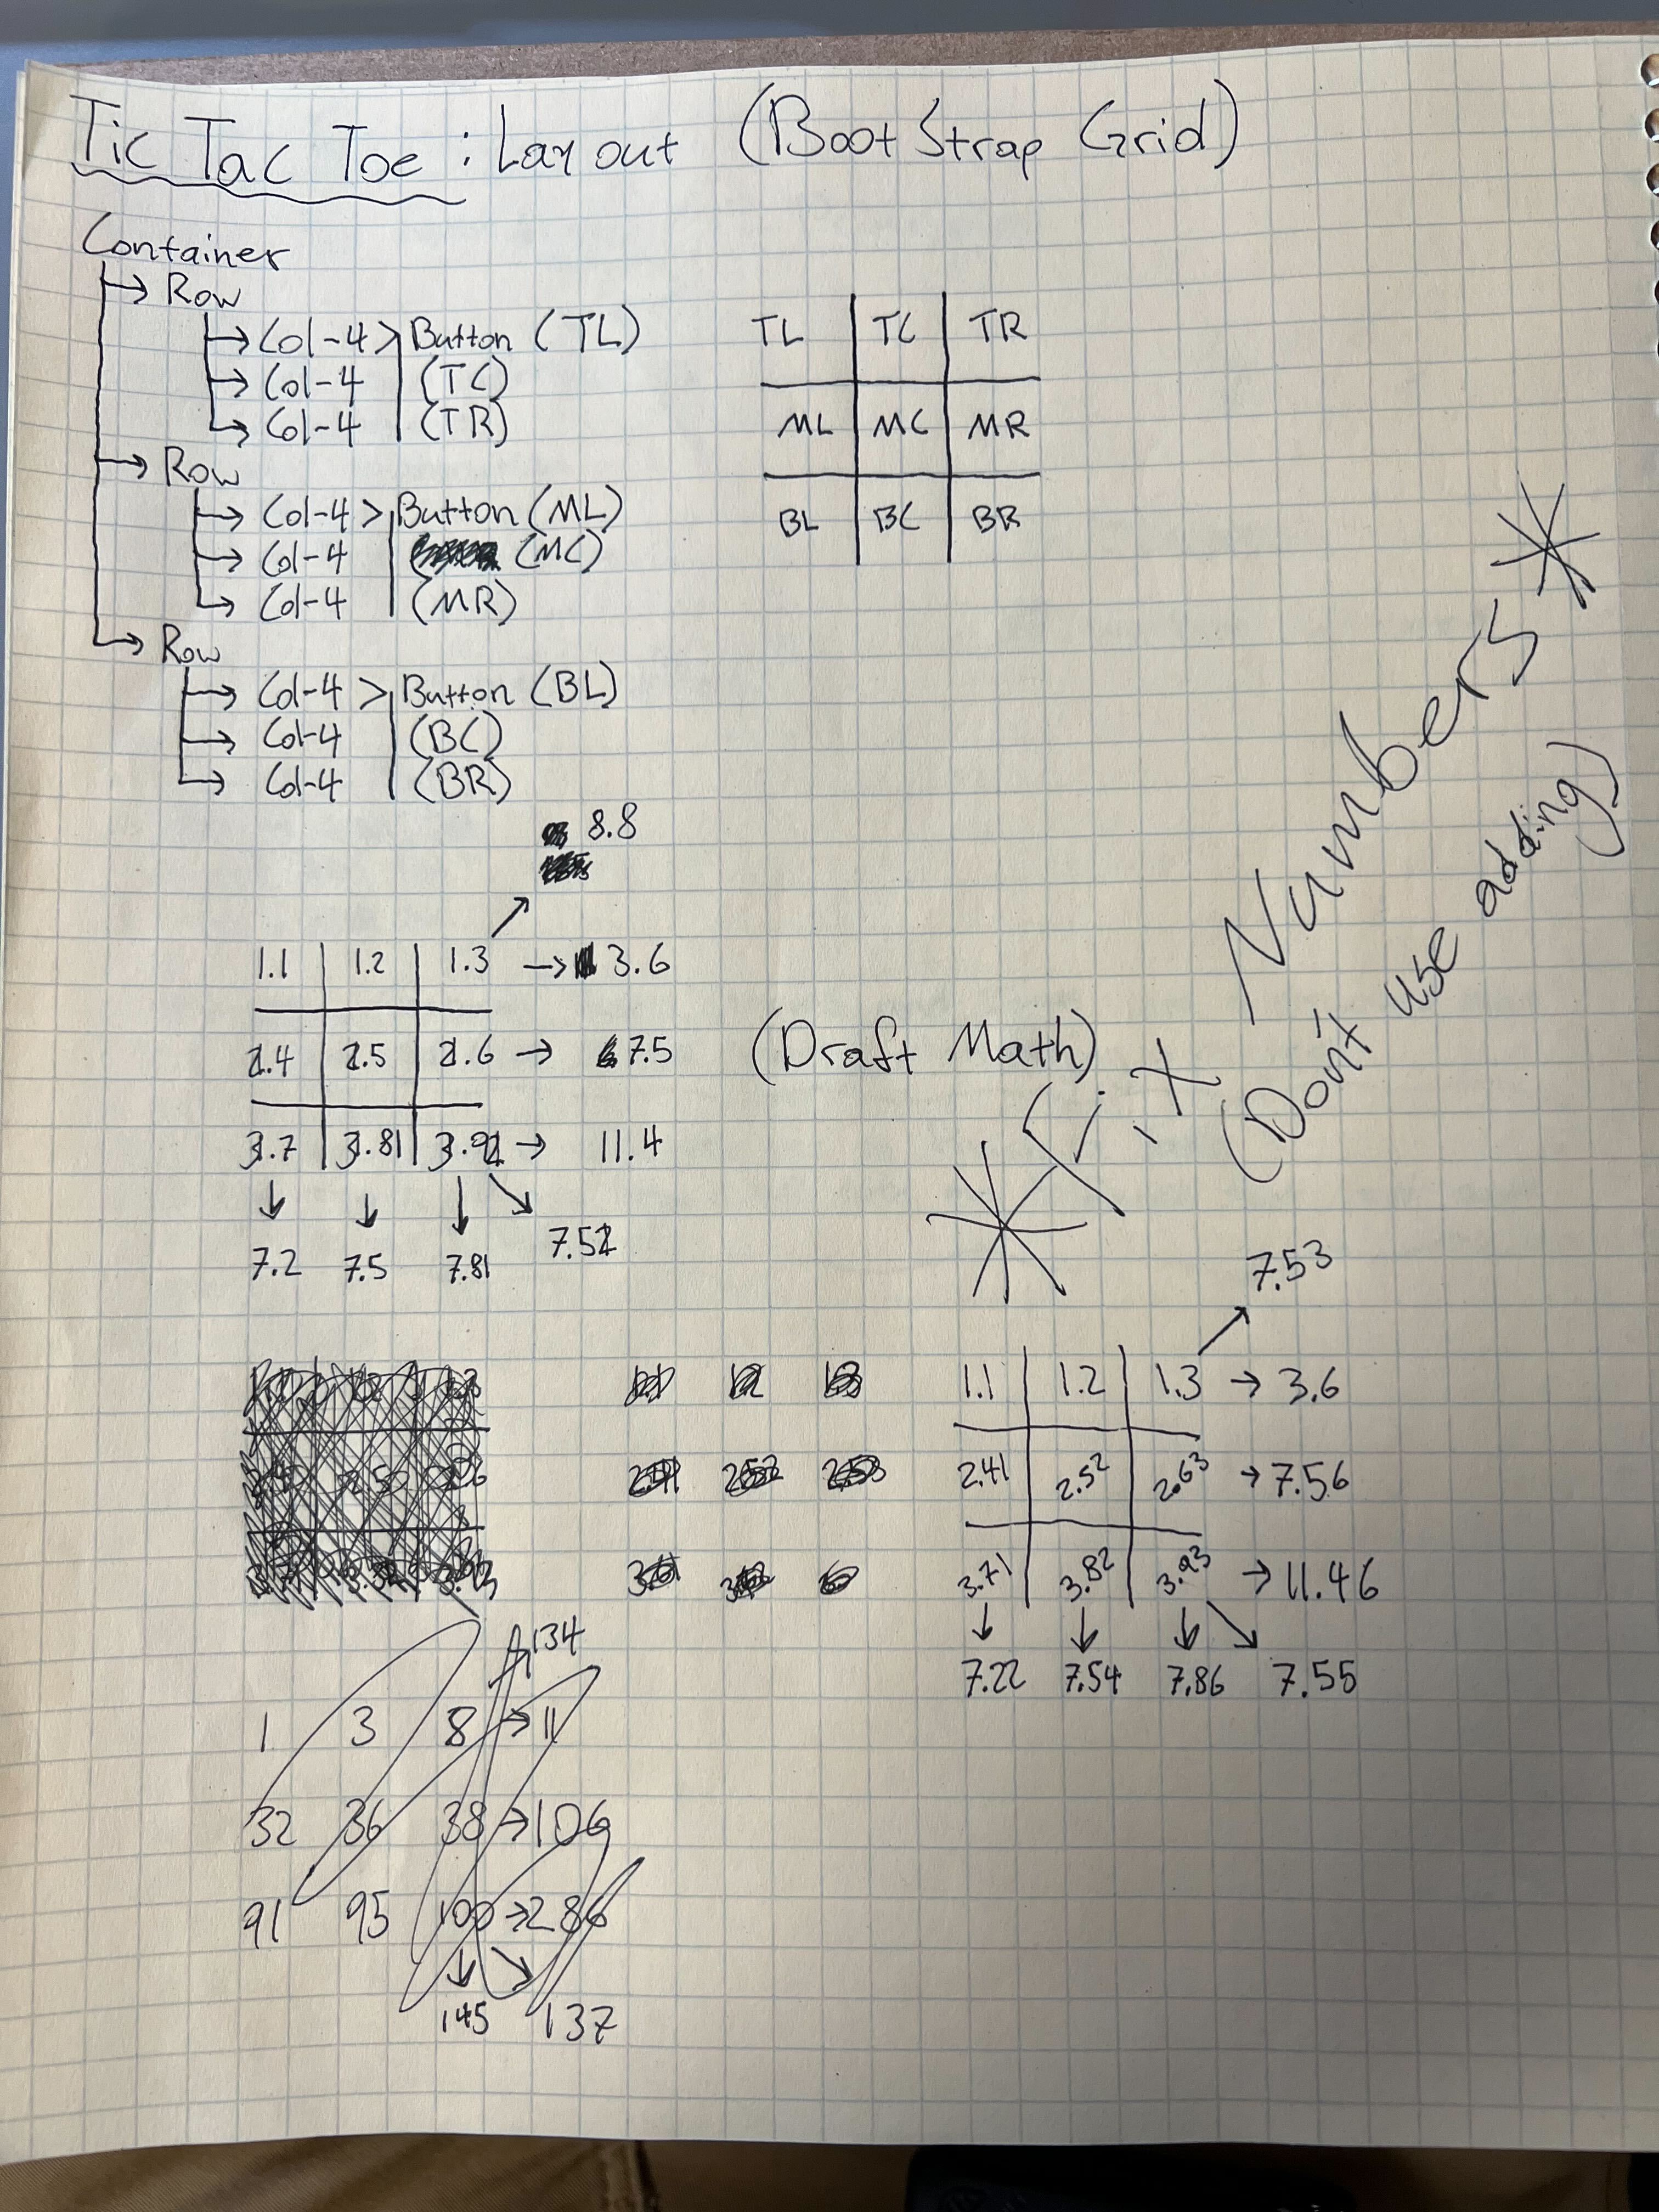 Tic Tac Toe : Layout (BootStrap Grid)
Container
→ Row
→ Col-4 > Button (TL)
→ Col-4 (TC)
→ Col-4 (TR)
→ Row
→ Col-4 > Button (ML)
→ Col-4 (MC)
→ Col-4 (MR)
→ Row
→ Col-4 > Button (BL)
→ Col-4 (BC)
→ Col-4 (BR)
TL TC TR
ML MC MR
BL BC BR
8.8
1.1 1.2 1.3 → 3.6
2.4 2.5 2.6 → 7.5
3.7 3.81 3.92 → 11.4
7.2 7.5 7.81 7.52
(Draft Math)
Numbers
(Don't use adding)
7.53
1.1 1.2 1.3 → 3.6
2.41 2.52 2.63 → 7.56
3.71 3.82 3.93 → 11.46
7.22 7.54 7.86 7.55
134
1 3 8 → 11
32 36 38 → 106
91 95 100 → 286
145 137